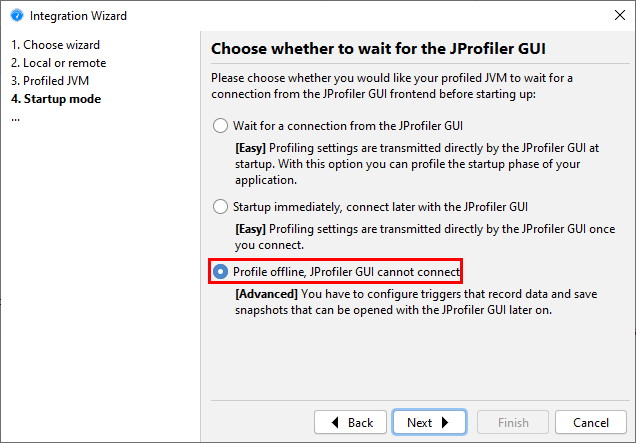 Integration Wizard
1. Choose wizard
2. Local or remote
3. Profiled JVM
4. Startup mode
...
Choose whether to wait for the JProfiler GUI
Please choose whether you would like your profiled JVM to wait for a
connection from the JProfiler GUI frontend before starting up:
Wait for a connection from the JProfiler GUI
[Easy] Profiling settings are transmitted directly by the JProfiler GUI at
startup. With this option you can profile the startup phase of your
application.
Startup immediately, connect later with the JProfiler GUI
[Easy] Profiling settings are transmitted directly by the JProfiler GUI once
you connect.
Profile offline, JProfiler GUI cannot connect
[Advanced] You have to configure triggers that record data and save
snapshots that can be opened with the JProfiler GUI later on.
Back
Next
Finish
Cancel